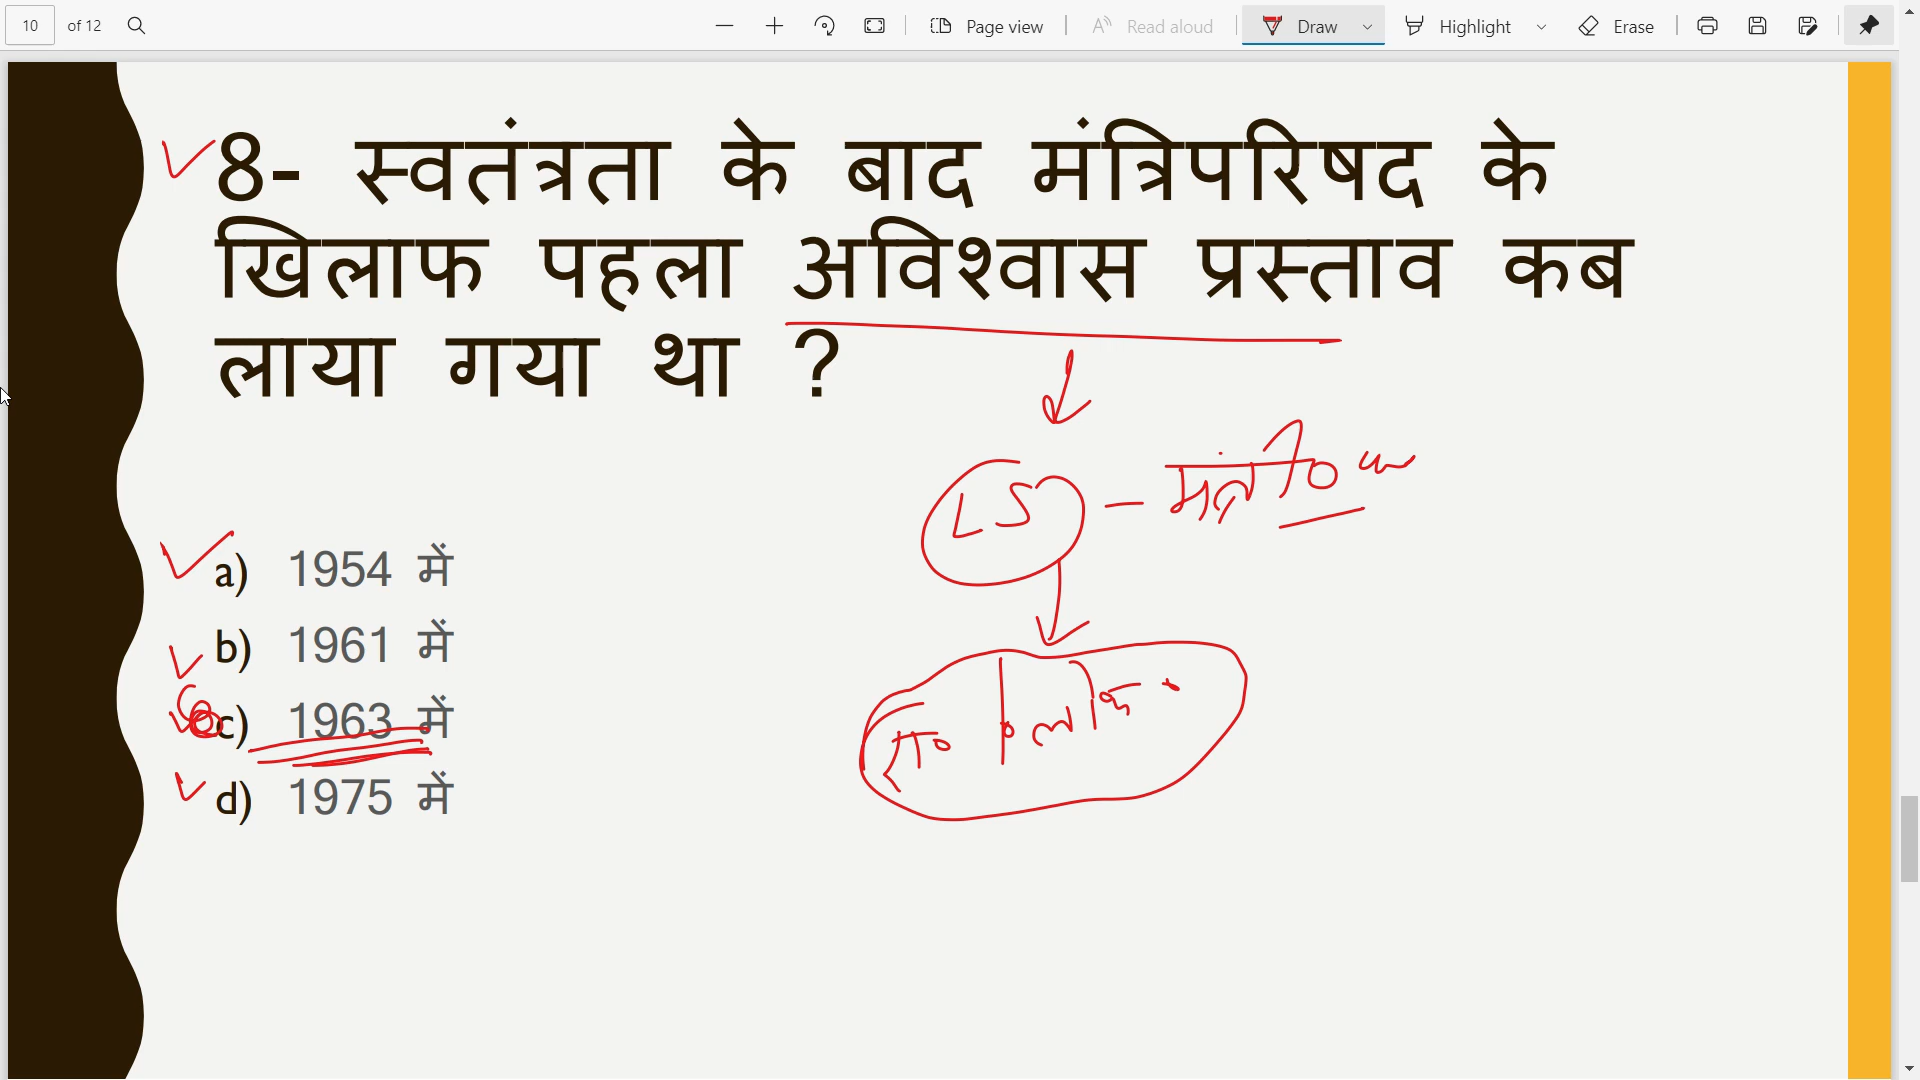 10 of 12 Page view Read aloud Draw Highlight Erase
8- स्वतंत्रता के बाद मंत्रिपरिषद के
खिलाफ पहला अविश्वास प्रस्ताव कब
लाया गया था ?
LS
a) 1954 में
b) 1961 में
c) 1963 में
d) 1975 में